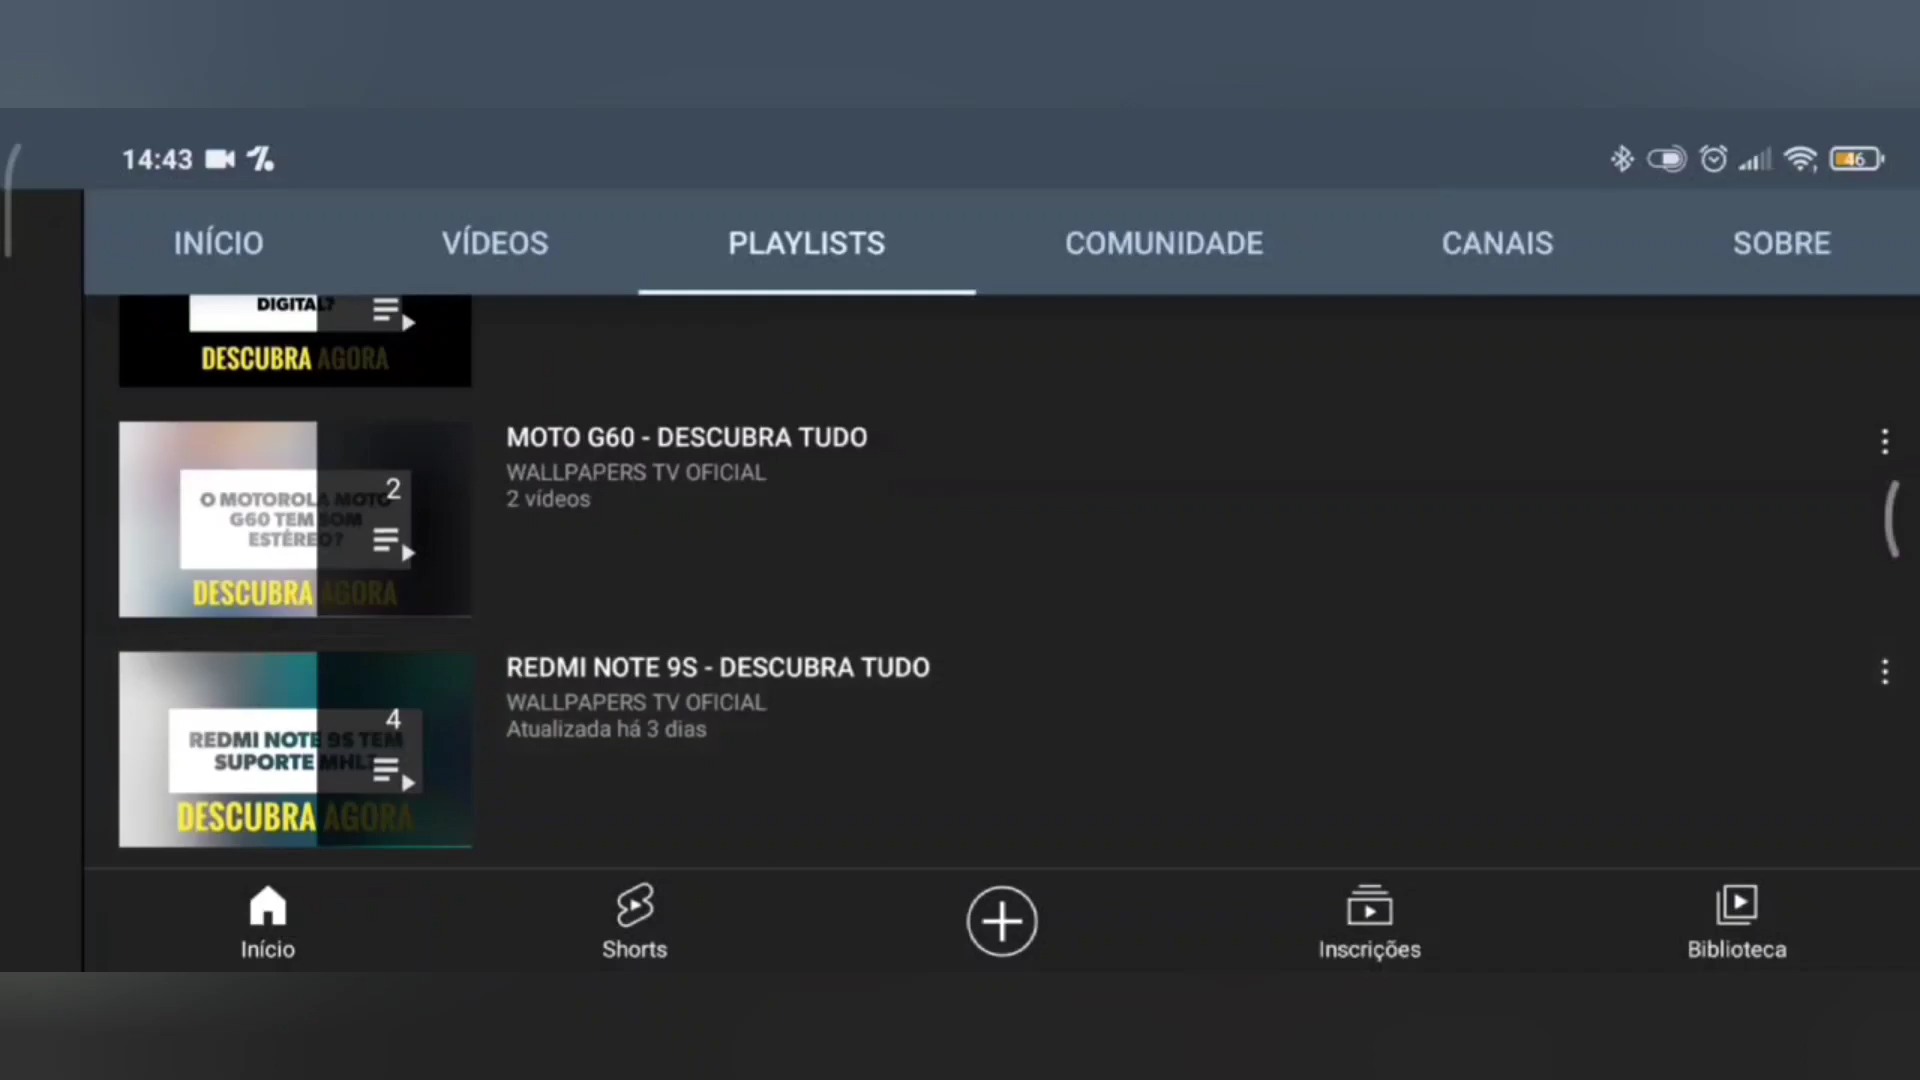 14:43
46
INÍCIO VÍDEOS PLAYLISTS COMUNIDADE CANAIS SOBRE
DIGITAL?
DESCUBRA AGORA
MOTO G60 - DESCUBRA TUDO
WALLPAPERS TV OFICIAL
2 vídeos
2
O MOTOROLA MOTO
G60 TEM SOM
ESTÉREO?
DESCUBRA AGORA
REDMI NOTE 9S - DESCUBRA TUDO
WALLPAPERS TV OFICIAL
Atualizada há 3 dias
4
REDMI NOTE 9S TEM
SUPORTE MHL?
DESCUBRA AGORA
Início Shorts Inscrições Biblioteca